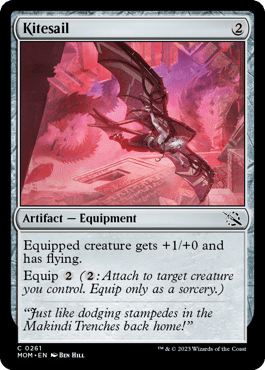 Kitesail 2
Artifact — Equipment
Equipped creature gets +1/+0 and
has flying.
Equip 2 (2: Attach to target creature
you control. Equip only as a sorcery.)
“Just like dodging stampedes in the
Makindi Trenches back home!”
C 0261
MOM • EN BEN HILL
™ & © 2023 Wizards of the Coast